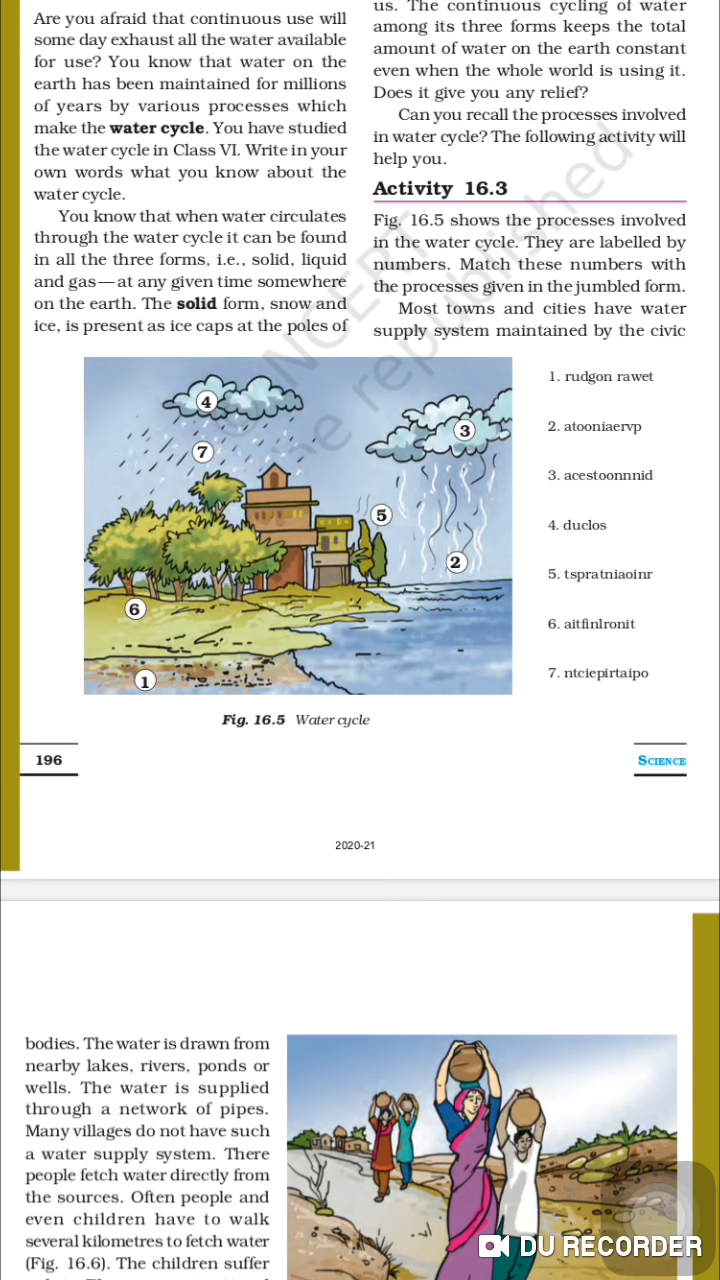 Are you afraid that continuous use will
some day exhaust all the water available
for use? You know that water on the
earth has been maintained for millions
of years by various processes which
make the water cycle. You have studied
the water cycle in Class VI. Write in your
own words what you know about the
water cycle.
You know that when water circulates
through the water cycle it can be found
in all the three forms, i.e., solid, liquid
and gas—at any given time somewhere
on the earth. The solid form, snow and
ice, is present as ice caps at the poles of
us. The continuous cycling of water
among its three forms keeps the total
amount of water on the earth constant
even when the whole world is using it.
Does it give you any relief?
Can you recall the processes involved
in water cycle? The following activity will
help you.
Activity 16.3
Fig. 16.5 shows the processes involved
in the water cycle. They are labelled by
numbers. Match these numbers with
the processes given in the jumbled form.
Most towns and cities have water
supply system maintained by the civic
NCERT
be republished
4
3
7
5
2
6
1
1. rudgon rawet
2. atooniaervp
3. acestoonnnid
4. duclos
5. tspratniaoinr
6. aitfinlronit
7. ntciepirtaipo
Fig. 16.5 Water cycle
196
SCIENCE
2020-21
bodies. The water is drawn from
nearby lakes, rivers, ponds or
wells. The water is supplied
through a network of pipes.
Many villages do not have such
a water supply system. There
people fetch water directly from
the sources. Often people and
even children have to walk
several kilometres to fetch water
(Fig. 16.6). The children suffer
DU RECORDER